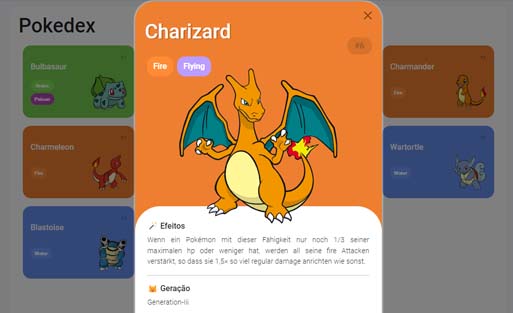 Pokedex
Bulbasaur
Poison
Charmeleon
Fire
Blastoise
Water
Charizard
#6
Fire Flying
Efeitos
Wenn ein Pokémon mit dieser Fähigkeit nur noch 1/3 seiner
maximalen hp oder weniger hat, werden all seine fire Attacken
verstärkt, so dass sie 1,5× so viel regular damage anrichten wie sonst.
Geração
Generation-iii
Charmander
Fire
Wartortle
Water